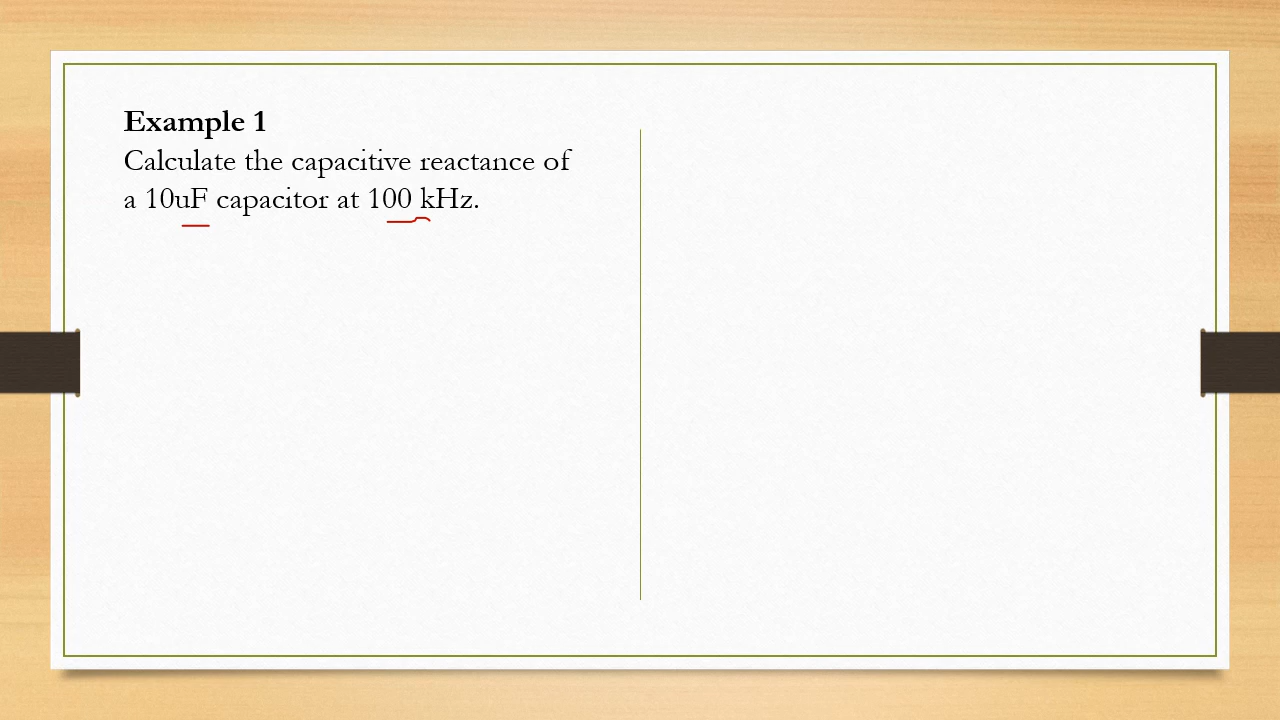 Example 1
Calculate the capacitive reactance of
a 10uF capacitor at 100 kHz.